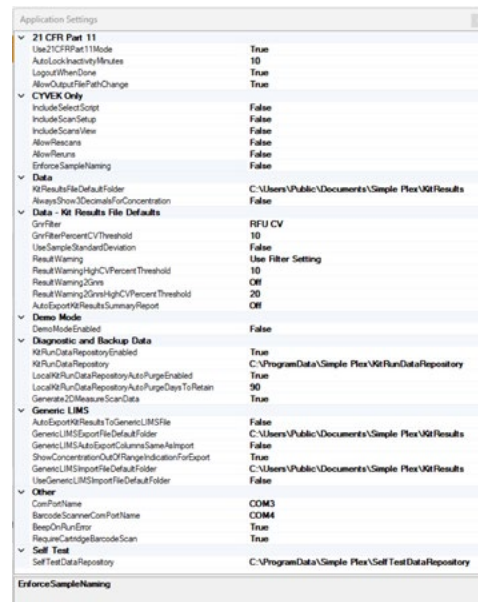 Application Settings
21 CFR Part 11
Use21CFRPart11Mode True
AutoLockInactivityMinutes 10
LogoutWhenDone True
AllowOutputFilePathChange True
CYVEK Only
IncludeSelectScript False
IncludeScanSetup False
IncludeScansView False
AllowRescans False
AllowReruns False
EnforceSampleNaming False
Data
KitResultsFileDefaultFolder C:\Users\Public\Documents\Simple Plex\KitResults
AlwaysShow3DecimalsForConcentration False
Data - Kit Results File Defaults
GnrFilter RFU CV
GnrFilterPercentCVThreshold 10
UseSampleStandardDeviation False
ResultWarning Use Filter Setting
ResultWarningHighCVPercentThreshold 10
ResultWarning2Gnrs Off
ResultWarning2GnrsHighCVPercentThreshold 20
AutoExportKitResultsSummaryReport Off
Demo Mode
DemoModeEnabled False
Diagnostic and Backup Data
KitRunDataRepositoryEnabled True
KitRunDataRepository C:\ProgramData\Simple Plex\KitRunDataRepository
LocalKitRunDataRepositoryAutoPurgeEnabled True
LocalKitRunDataRepositoryAutoPurgeDaysToRetain 90
Generate2DMeasureScanData True
Generic LIMS
AutoExportKitResultsToGenericLIMSFile False
GenericLIMSExportFileDefaultFolder C:\Users\Public\Documents\Simple Plex\KitResults
GenericLIMSAutoExportColumnsSameAsImport False
ShowConcentrationOutOfRangeIndicationForExport True
GenericLIMSImportFileDefaultFolder C:\Users\Public\Documents\Simple Plex\KitResults
UseGenericLIMSImportFileDefaultFolder False
Other
ComPortName COM3
BarcodeScannerComPortName COM4
BeepOnRunError True
RequireCartridgeBarcodeScan True
Self Test
SelfTestDataRepository C:\ProgramData\Simple Plex\SelfTestDataRepository
EnforceSampleNaming